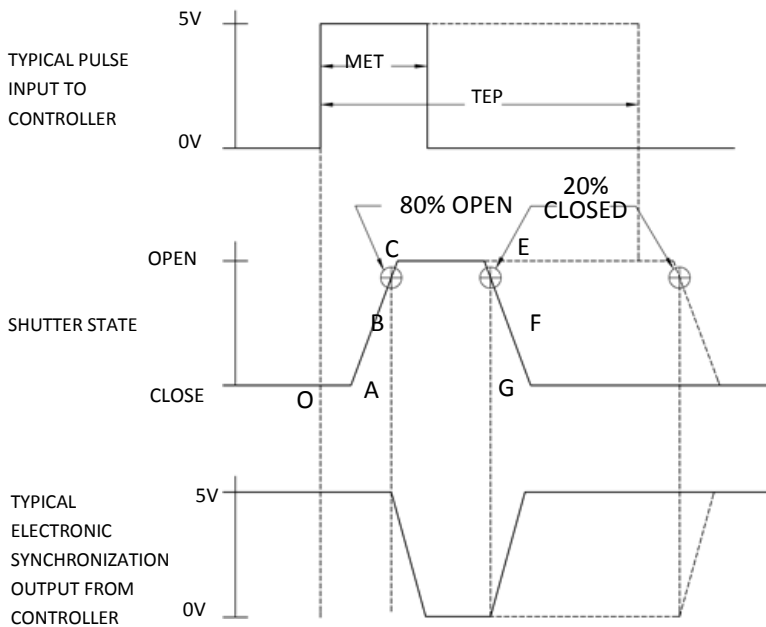 5V
TYPICAL PULSE
INPUT TO
CONTROLLER
MET
TEP
0V
80% OPEN
20%
CLOSED
OPEN
C
E
SHUTTER STATE
B
F
CLOSE
O
A
G
TYPICAL
ELECTRONIC
SYNCHRONIZATION
OUTPUT FROM
CONTROLLER
5V
0V